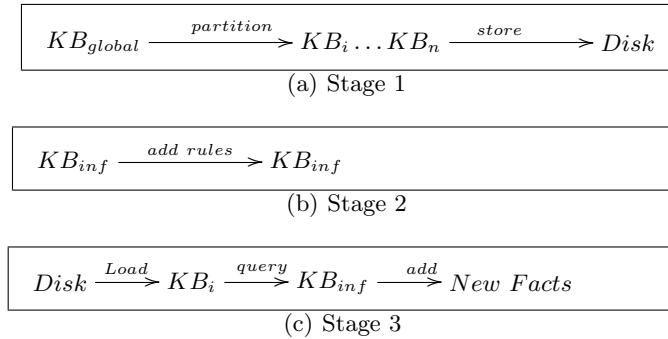 partition store
KB_global KB_i … KB_n Disk
(a) Stage 1
add rules
KB_inf KB_inf
(b) Stage 2
Load query add
Disk KB_i KB_inf New Facts
(c) Stage 3